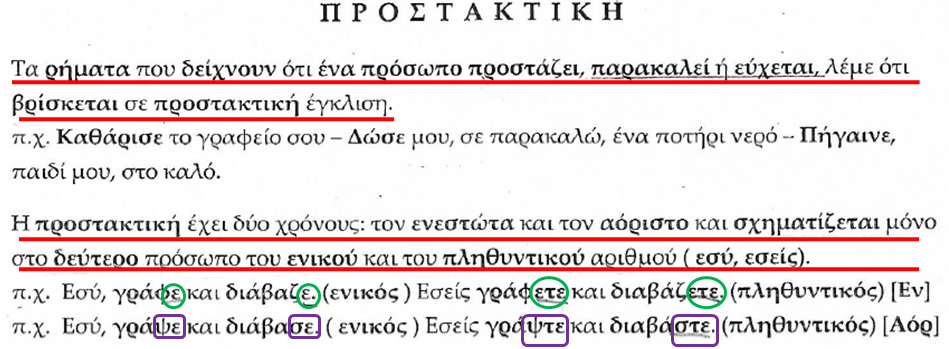 ΠΡΟΣΤΑΚΤΙΚΗ
Τα ρήματα που δείχνουν ότι ένα πρόσωπο προστάζει, παρακαλεί ή εύχεται, λέμε ότι
βρίσκεται σε προστακτική έγκλιση.
π.χ. Καθάρισε το γραφείο σου – Δώσε μου, σε παρακαλώ, ένα ποτήρι νερό – Πήγαινε,
παιδί μου, στο καλό.
Η προστακτική έχει δύο χρόνους: τον ενεστώτα και τον αόριστο και σχηματίζεται μόνο
στο δεύτερο πρόσωπο του ενικού και του πληθυντικού αριθμού ( εσύ, εσείς).
π.χ. Εσύ, γράφε και διάβαζε. (ενικός ) Εσείς γράφετε και διαβάζετε. (πληθυντικός) [Εν]
π.χ. Εσύ, γράψε και διάβασε. ( ενικός ) Εσείς γράψτε και διαβάστε. (πληθυντικός) [Αόρ]